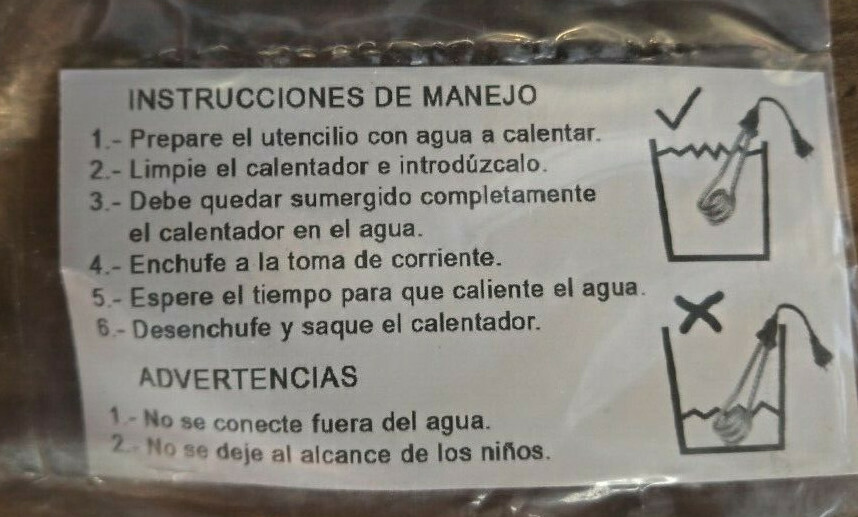 INSTRUCCIONES DE MANEJO
1.- Prepare el utencilio con agua a calentar.
2.- Limpie el calentador e introdúzcalo.
3.- Debe quedar sumergido completamente
el calentador en el agua.
4.- Enchufe a la toma de corriente.
5.- Espere el tiempo para que caliente el agua.
6.- Desenchufe y saque el calentador.
ADVERTENCIAS
1.- No se conecte fuera del agua.
2.- No se deje al alcance de los niños.